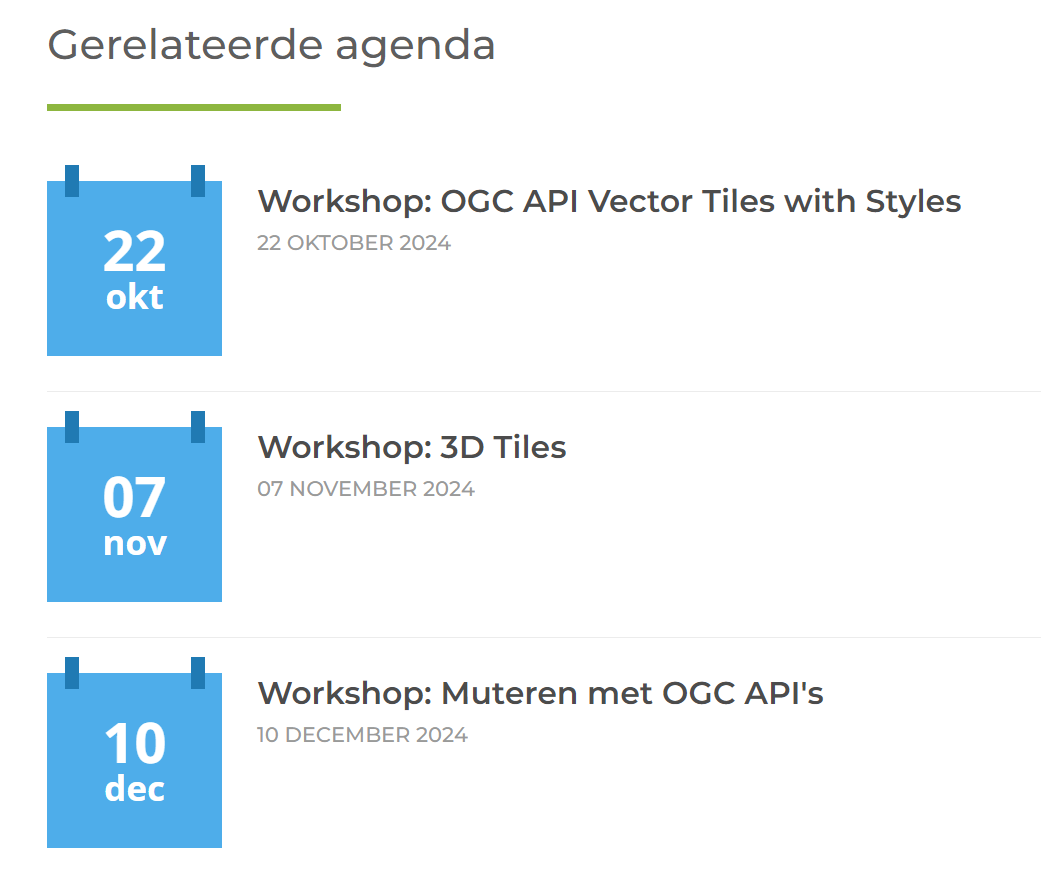 Gerelateerde agenda
22
okt
Workshop: OGC API Vector Tiles with Styles
22 OKTOBER 2024
07
nov
Workshop: 3D Tiles
07 NOVEMBER 2024
10
dec
Workshop: Muteren met OGC API's
10 DECEMBER 2024